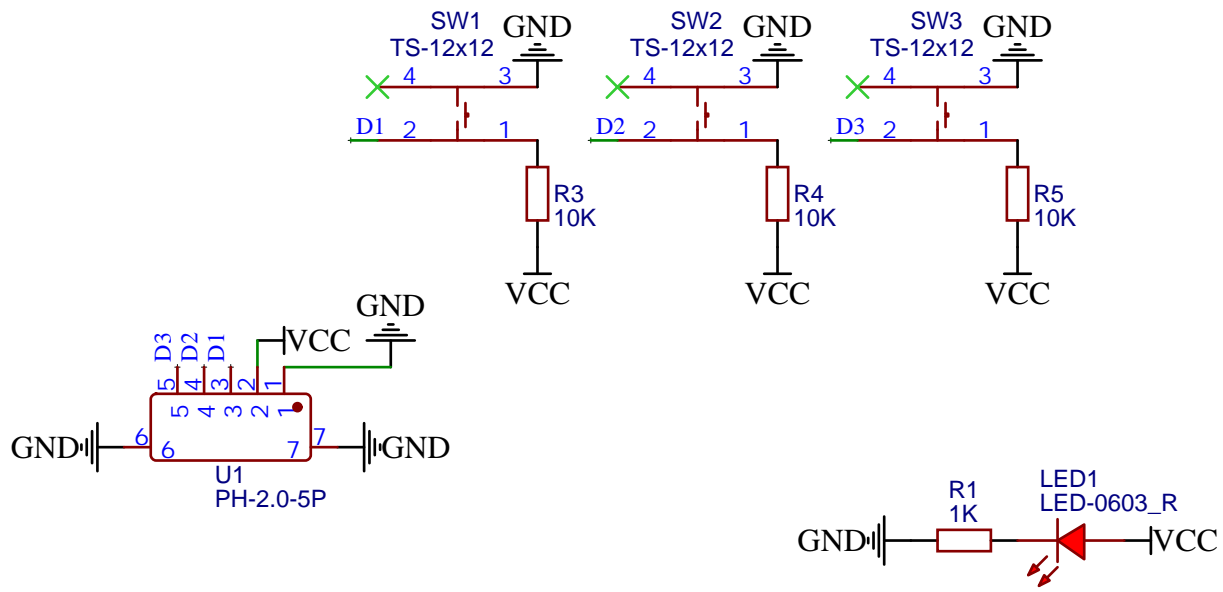 SW1
TS-12x12
GND
4
3
D1
2
1
R3
10K
VCC
SW2
TS-12x12
GND
4
3
D2
2
1
R4
10K
VCC
SW3
TS-12x12
GND
4
3
D3
2
1
R5
10K
VCC
GND
VCC
D3
D2
D1
5
4
3
2
1
5
4
3
2
1
GND
6
6
7
7
GND
U1
PH-2.0-5P
GND
R1
1K
LED1
LED-0603_R
VCC